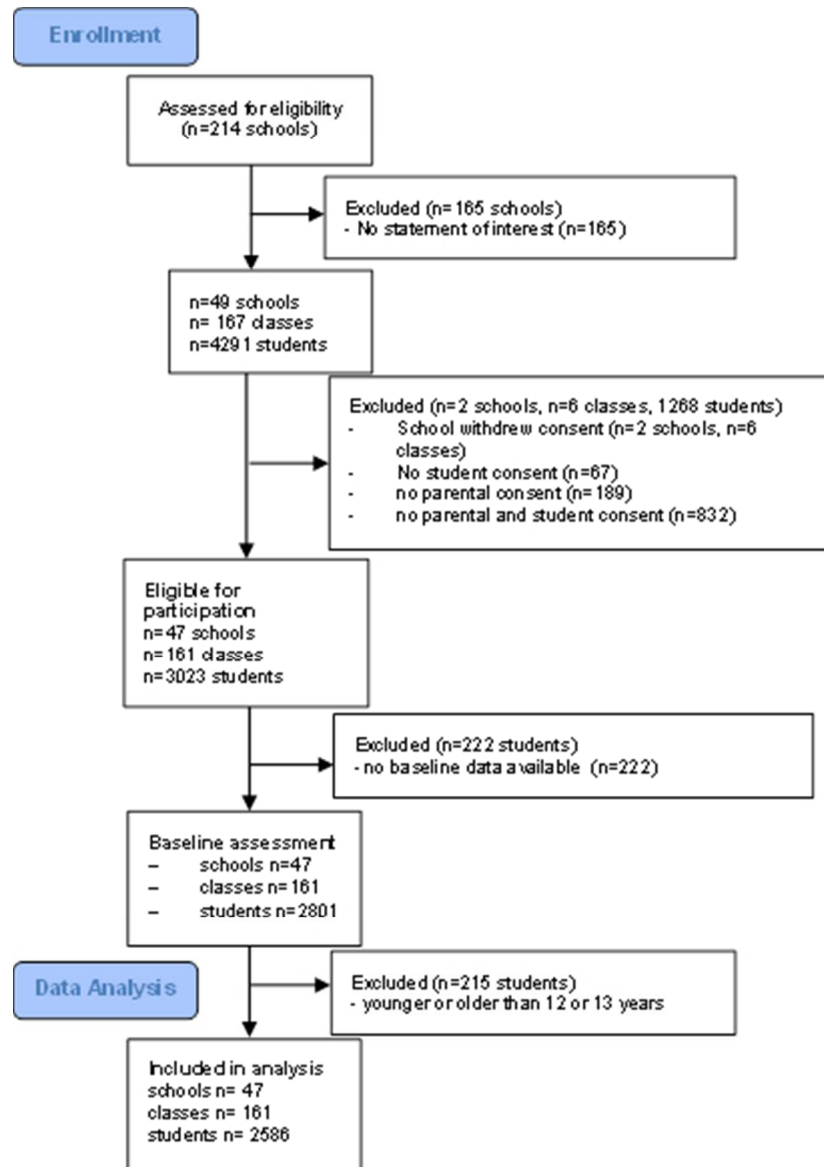 Enrollment
Assessed for eligibility
(n=214 schools)
Excluded (n=165 schools)
- No statement of interest (n=165)
n=49 schools
n= 167 classes
n=4291 students
Excluded (n=2 schools, n=6 classes, 1268 students)
- School withdrew consent (n=2 schools, n=6
classes)
- No student consent (n=67)
- no parental consent (n=189)
- no parental and student consent (n=832)
Eligible for
participation
n=47 schools
n=161 classes
n=3023 students
Excluded (n=222 students)
- no baseline data available (n=222)
Baseline assessment
– schools n=47
– classes n=161
– students n=2801
Data Analysis
Excluded (n=215 students)
- younger or older than 12 or 13 years
Included in analysis
schools n= 47
classes n= 161
students n= 2586